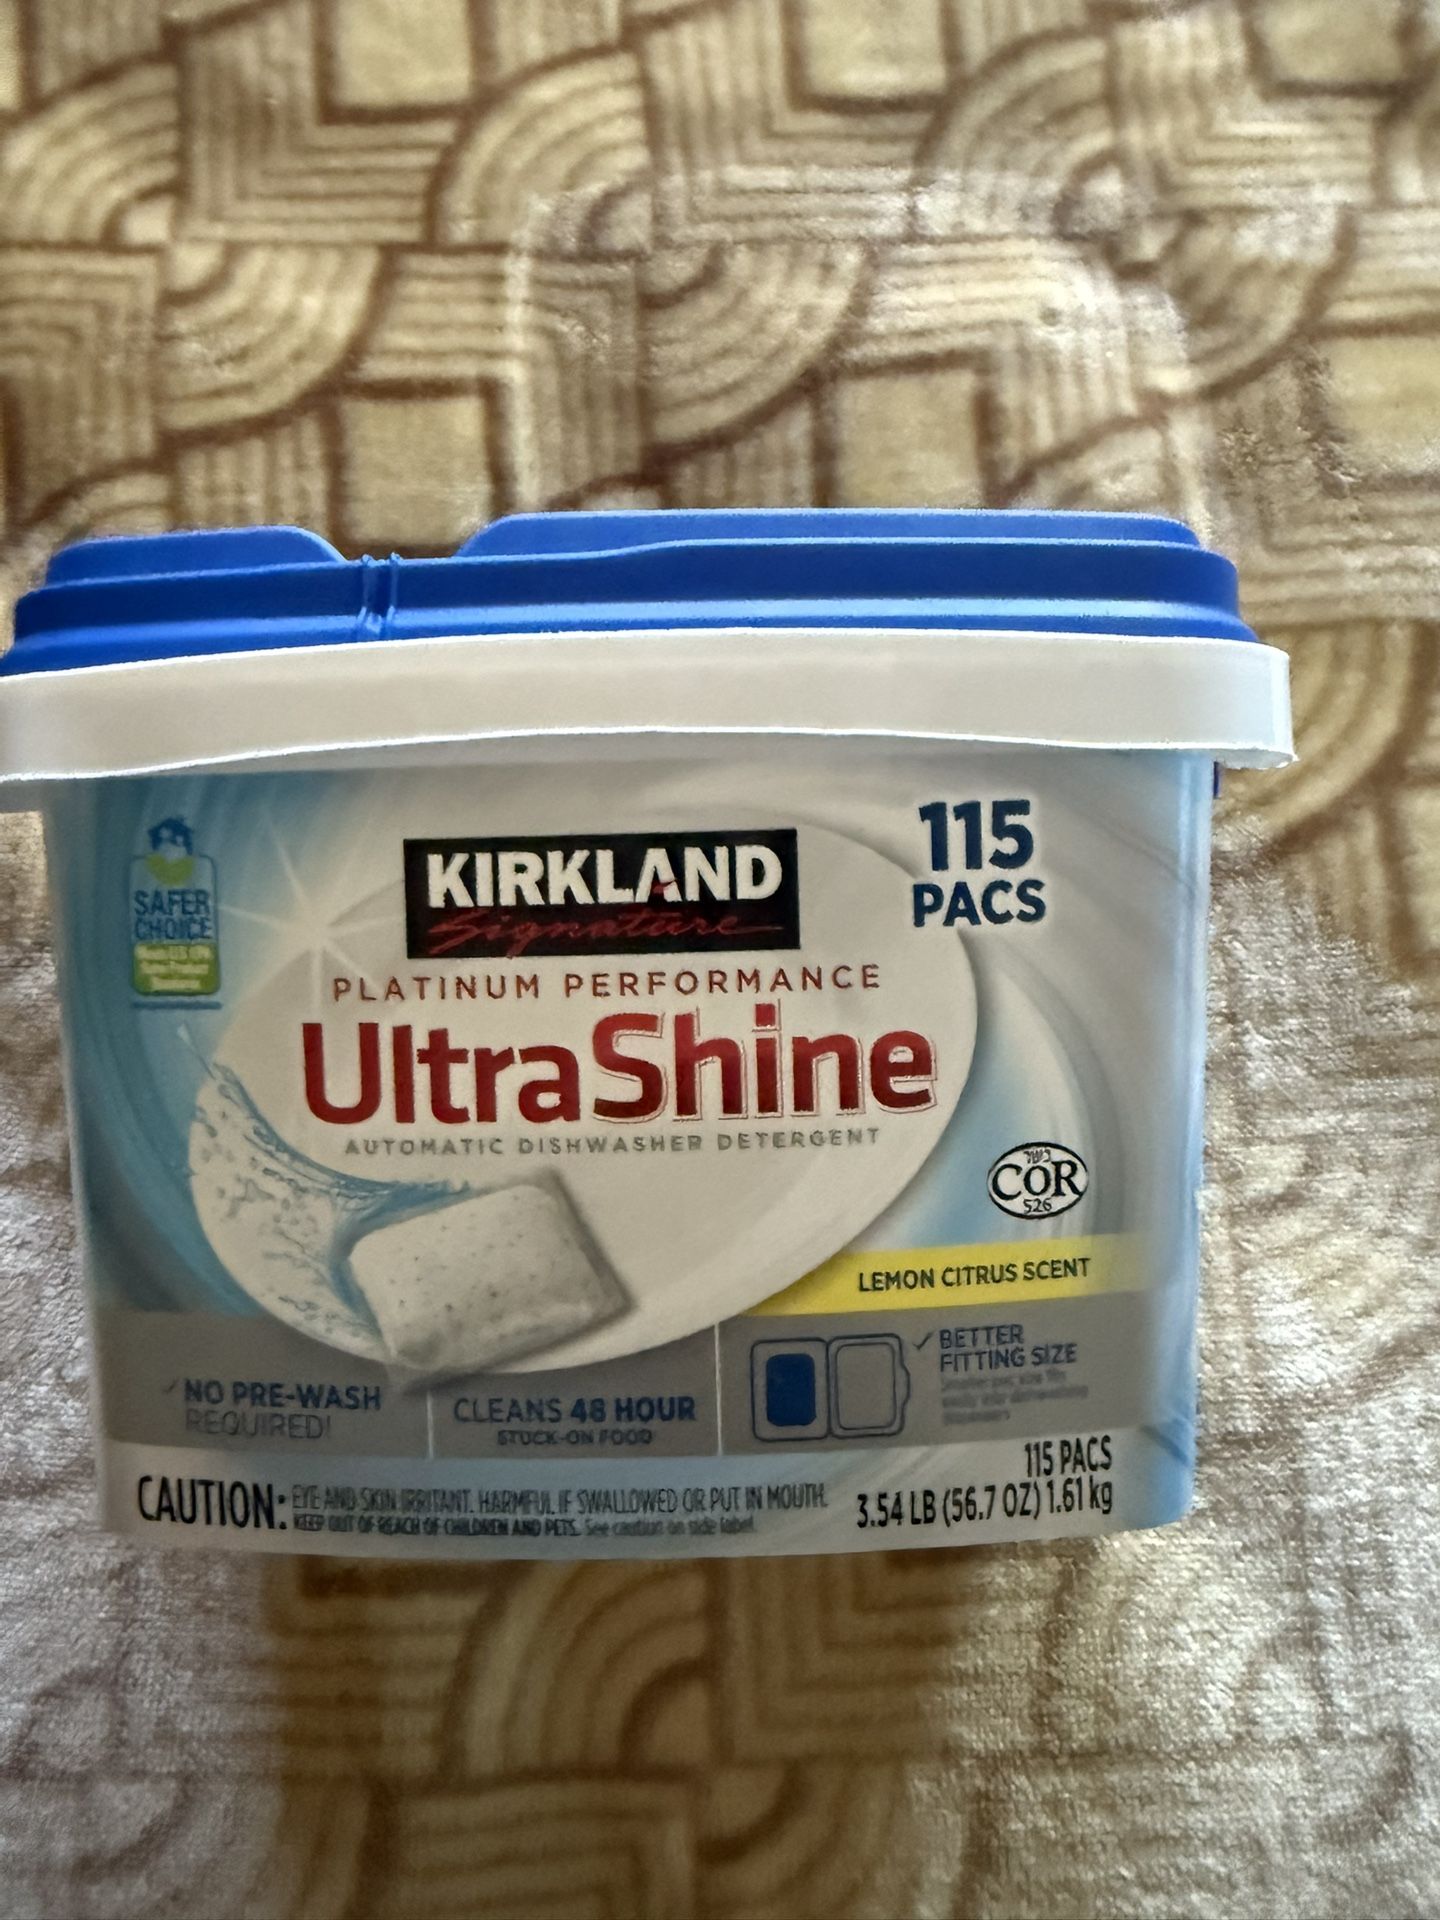 SAFER
CHOICE
KIRKLAND
Signature
115
PACS
PLATINUM PERFORMANCE
UltraShine
AUTOMATIC DISHWASHER DETERGENT
כשר
COR
526
LEMON CITRUS SCENT
✓NO PRE-WASH
REQUIRED!
CLEANS 48 HOUR
STUCK-ON FOOD
✓BETTER
FITTING SIZE
CAUTION: EYE AND SKIN IRRITANT. HARMFUL IF SWALLOWED OR PUT IN MOUTH.
KEEP OUT OF REACH OF CHILDREN AND PETS. See caution on side label.
115 PACS
3.54 LB (56.7 OZ) 1.61 kg